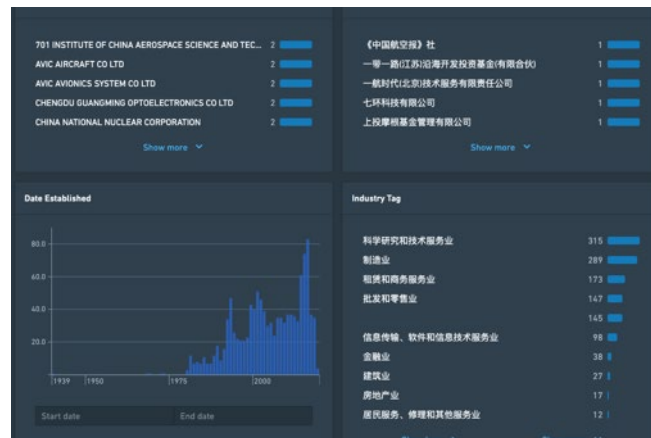 701 INSTITUTE OF CHINA AEROSPACE SCIENCE AND TEC... 2
AVIC AIRCRAFT CO LTD 2
AVIC AVIONICS SYSTEM CO LTD 2
CHENGDU GUANGMING OPTOELECTRONICS CO LTD 2
CHINA NATIONAL NUCLEAR CORPORATION 2
Show more
《中国航空报》社 1
一带一路(江苏)沿海开发投资基金(有限合伙) 1
一航时代(北京)技术服务有限责任公司 1
七环科技有限公司 1
上投摩根基金管理有限公司 1
Show more
Date Established
80.0
60.0
40.0
20.0
1939 1950 1975 2000
Start date End date
Industry Tag
科学研究和技术服务业 315
制造业 289
租赁和商务服务业 173
批发和零售业 147
145
信息传输、软件和信息技术服务业 98
金融业 38
建筑业 27
房地产业 17
居民服务、修理和其他服务业 12